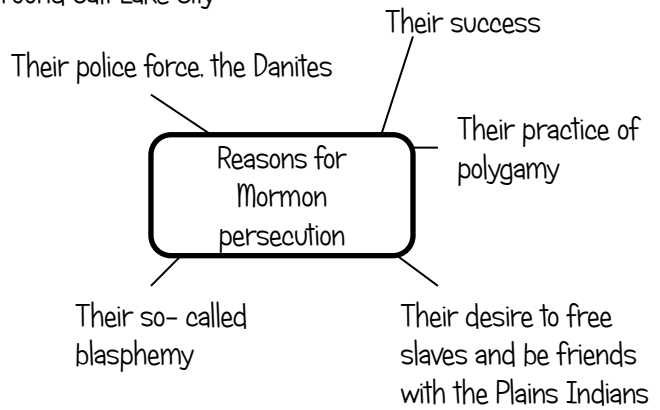 Their success
Their police force. the Danites
Their practice of
polygamy
Reasons for
Mormon
persecution
Their so- called
blasphemy
Their desire to free
slaves and be friends
with the Plains Indians